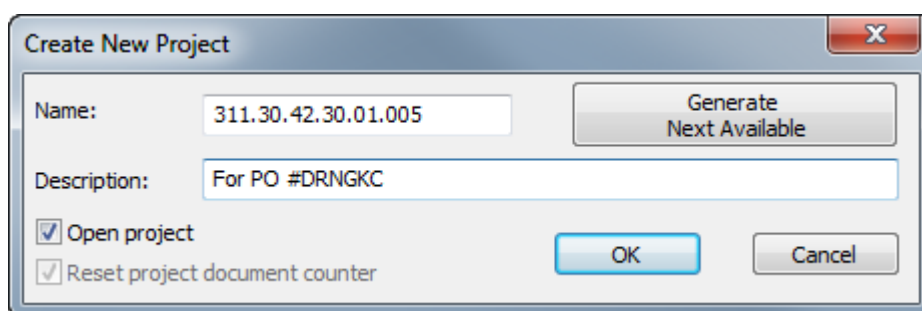 Create New Project
Name:
311.30.42.30.01.005
Generate
Next Available
Description:
For PO #DRNGKC
Open project
Reset project document counter
OK
Cancel